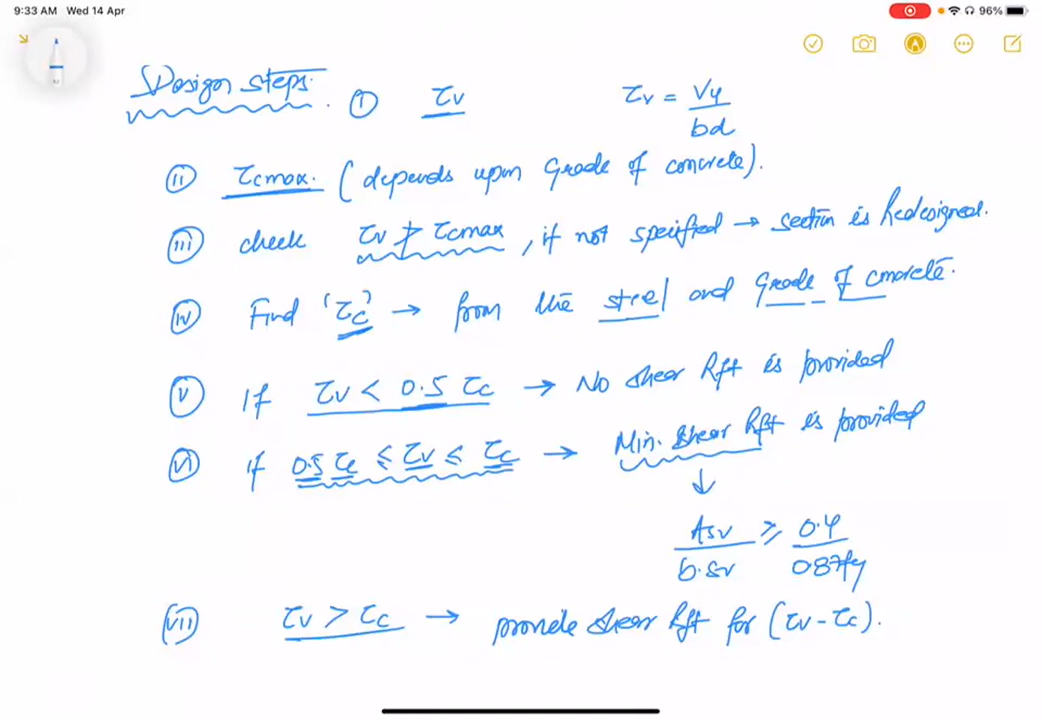 9:33 AM Wed 14 Apr
96%
Design steps. (i) τv τv = Vu / bd
(ii) τcmax. (depends upon Grade of concrete).
(iii) check τv ≯ τcmax, if not specified → section is Redesigned.
(iv) Find 'τc' → from the steel and Grade of concrete.
(v) If τv < 0.5 τc → No shear Rft is provided
(vi) if 0.5 τc ≤ τv ≤ τc → Min. shear Rft is provided
↓
Asv / b.sv ≥ 0.4 / 0.87fy
(vii) τv > τc → provide shear Rft for (τv - τc).